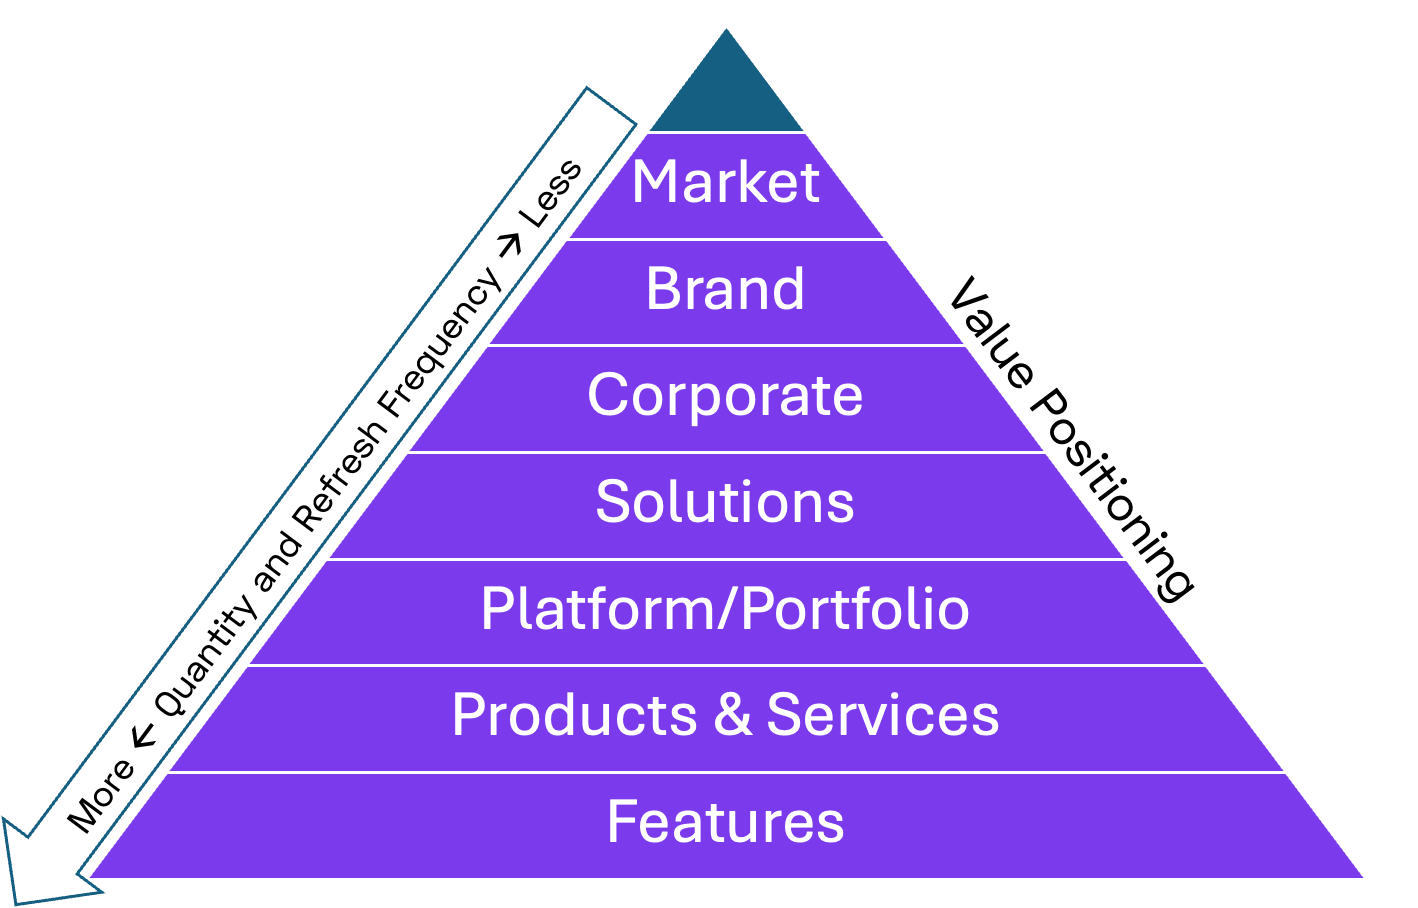 Market
Brand
Corporate
Solutions
Platform/Portfolio
Products & Services
Features
More ← Quantity and Refresh Frequency → Less
Value Positioning